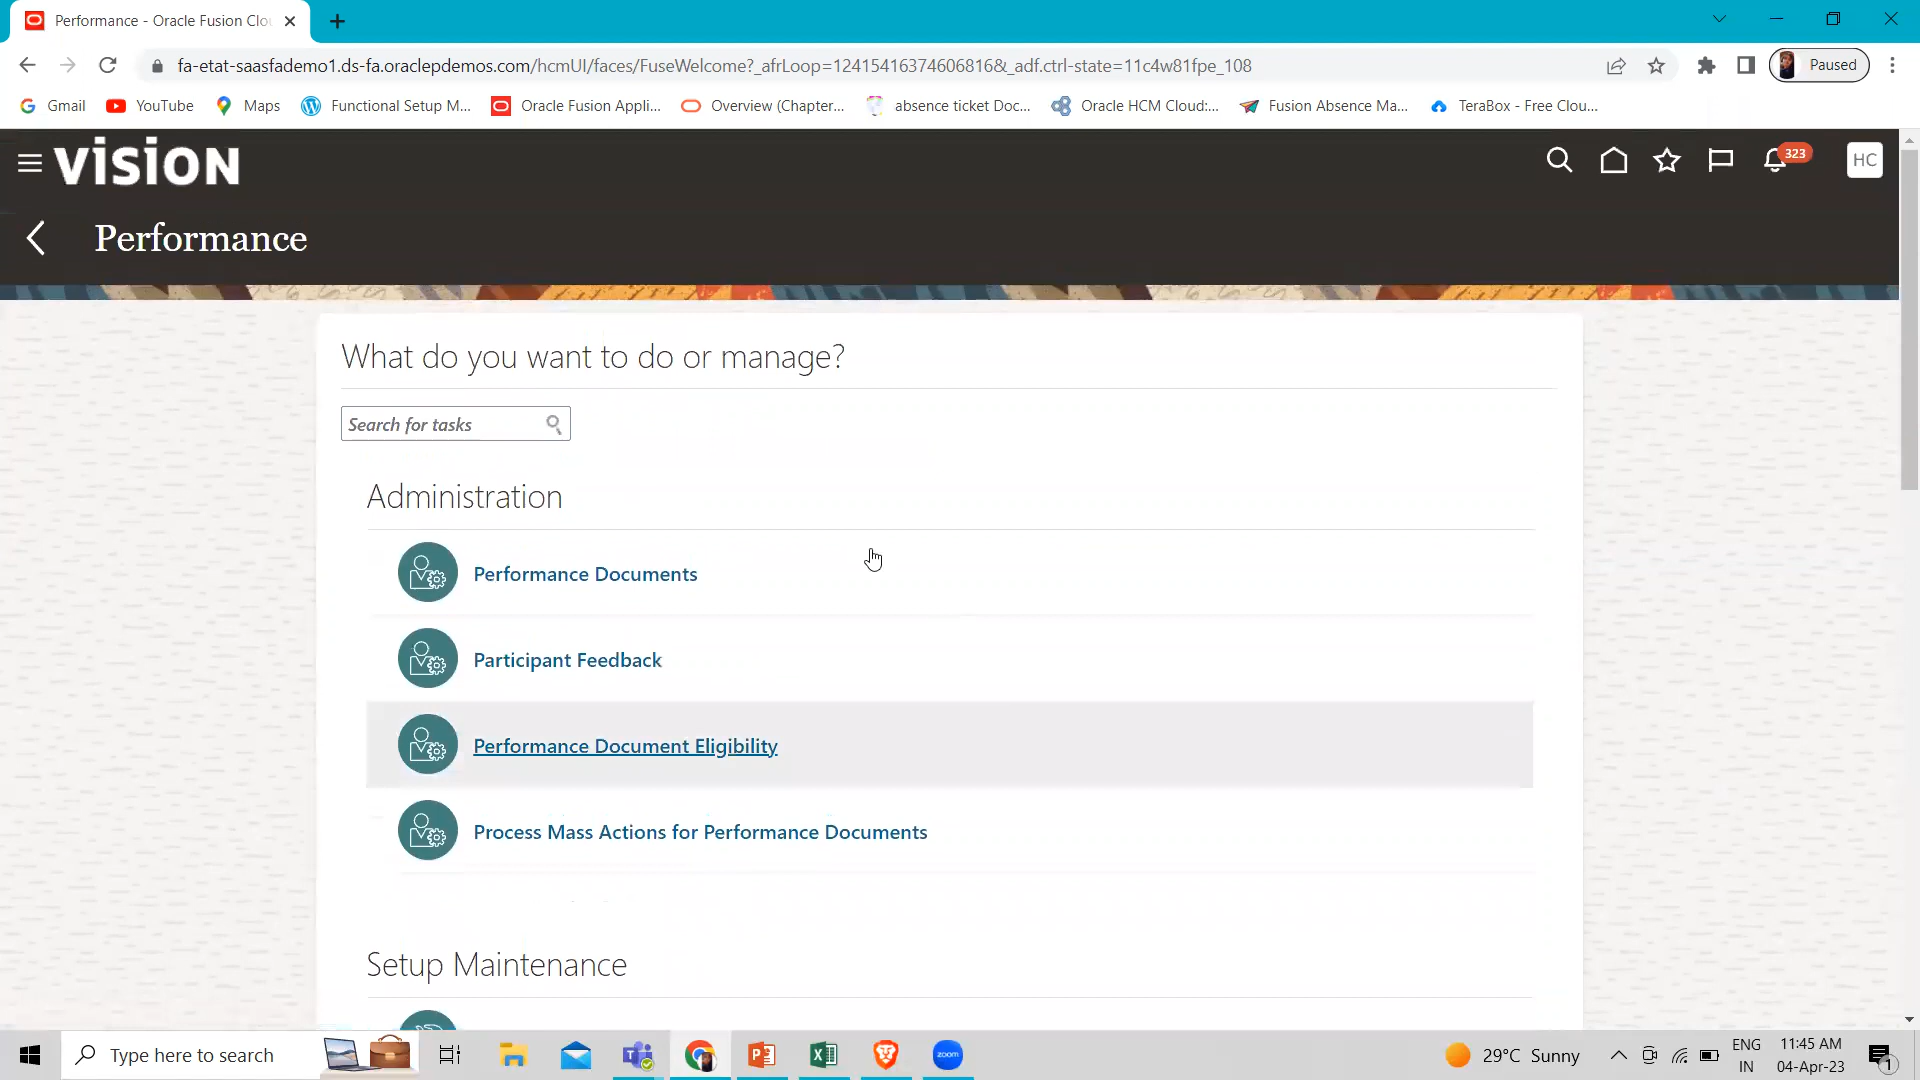 Performance - Oracle Fusion Clo
fa-etat-saasfademo1.ds-fa.oraclepdemos.com/hcmUI/faces/FuseWelcome?_afrLoop=12415416374606816&_adf.ctrl-state=11c4w81fpe_108
Paused
Gmail YouTube Maps Functional Setup M... Oracle Fusion Appli... Overview (Chapter... absence ticket Doc... Oracle HCM Cloud:... Fusion Absence Ma... TeraBox - Free Clou...
VISION
323
HC
Performance
What do you want to do or manage?
Search for tasks
Administration
Performance Documents
Participant Feedback
Performance Document Eligibility
Process Mass Actions for Performance Documents
Setup Maintenance
Type here to search
zoom
29°C Sunny
ENG
IN
11:45 AM
04-Apr-23
1